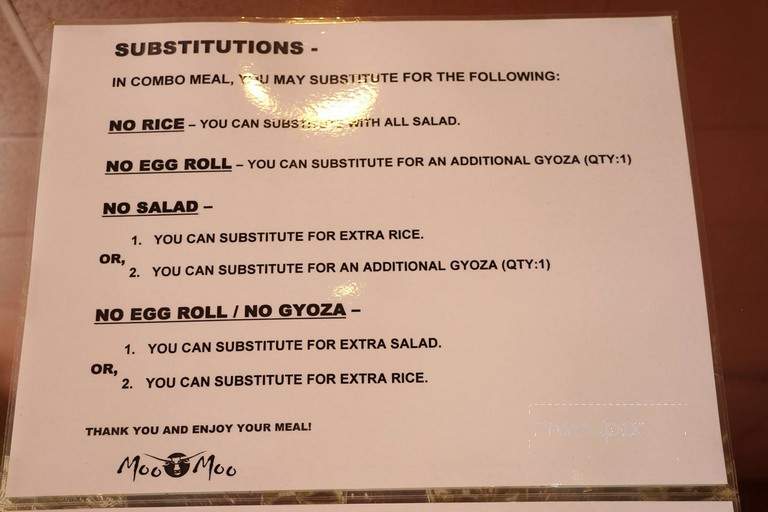 SUBSTITUTIONS -
IN COMBO MEAL, YOU MAY SUBSTITUTE FOR THE FOLLOWING:
NO RICE – YOU CAN SUBSTITUTE WITH ALL SALAD.
NO EGG ROLL – YOU CAN SUBSTITUTE FOR AN ADDITIONAL GYOZA (QTY:1)
NO SALAD –
1. YOU CAN SUBSTITUTE FOR EXTRA RICE.
OR,
2. YOU CAN SUBSTITUTE FOR AN ADDITIONAL GYOZA (QTY:1)
NO EGG ROLL / NO GYOZA –
1. YOU CAN SUBSTITUTE FOR EXTRA SALAD.
OR,
2. YOU CAN SUBSTITUTE FOR EXTRA RICE.
THANK YOU AND ENJOY YOUR MEAL!
MOO MOO